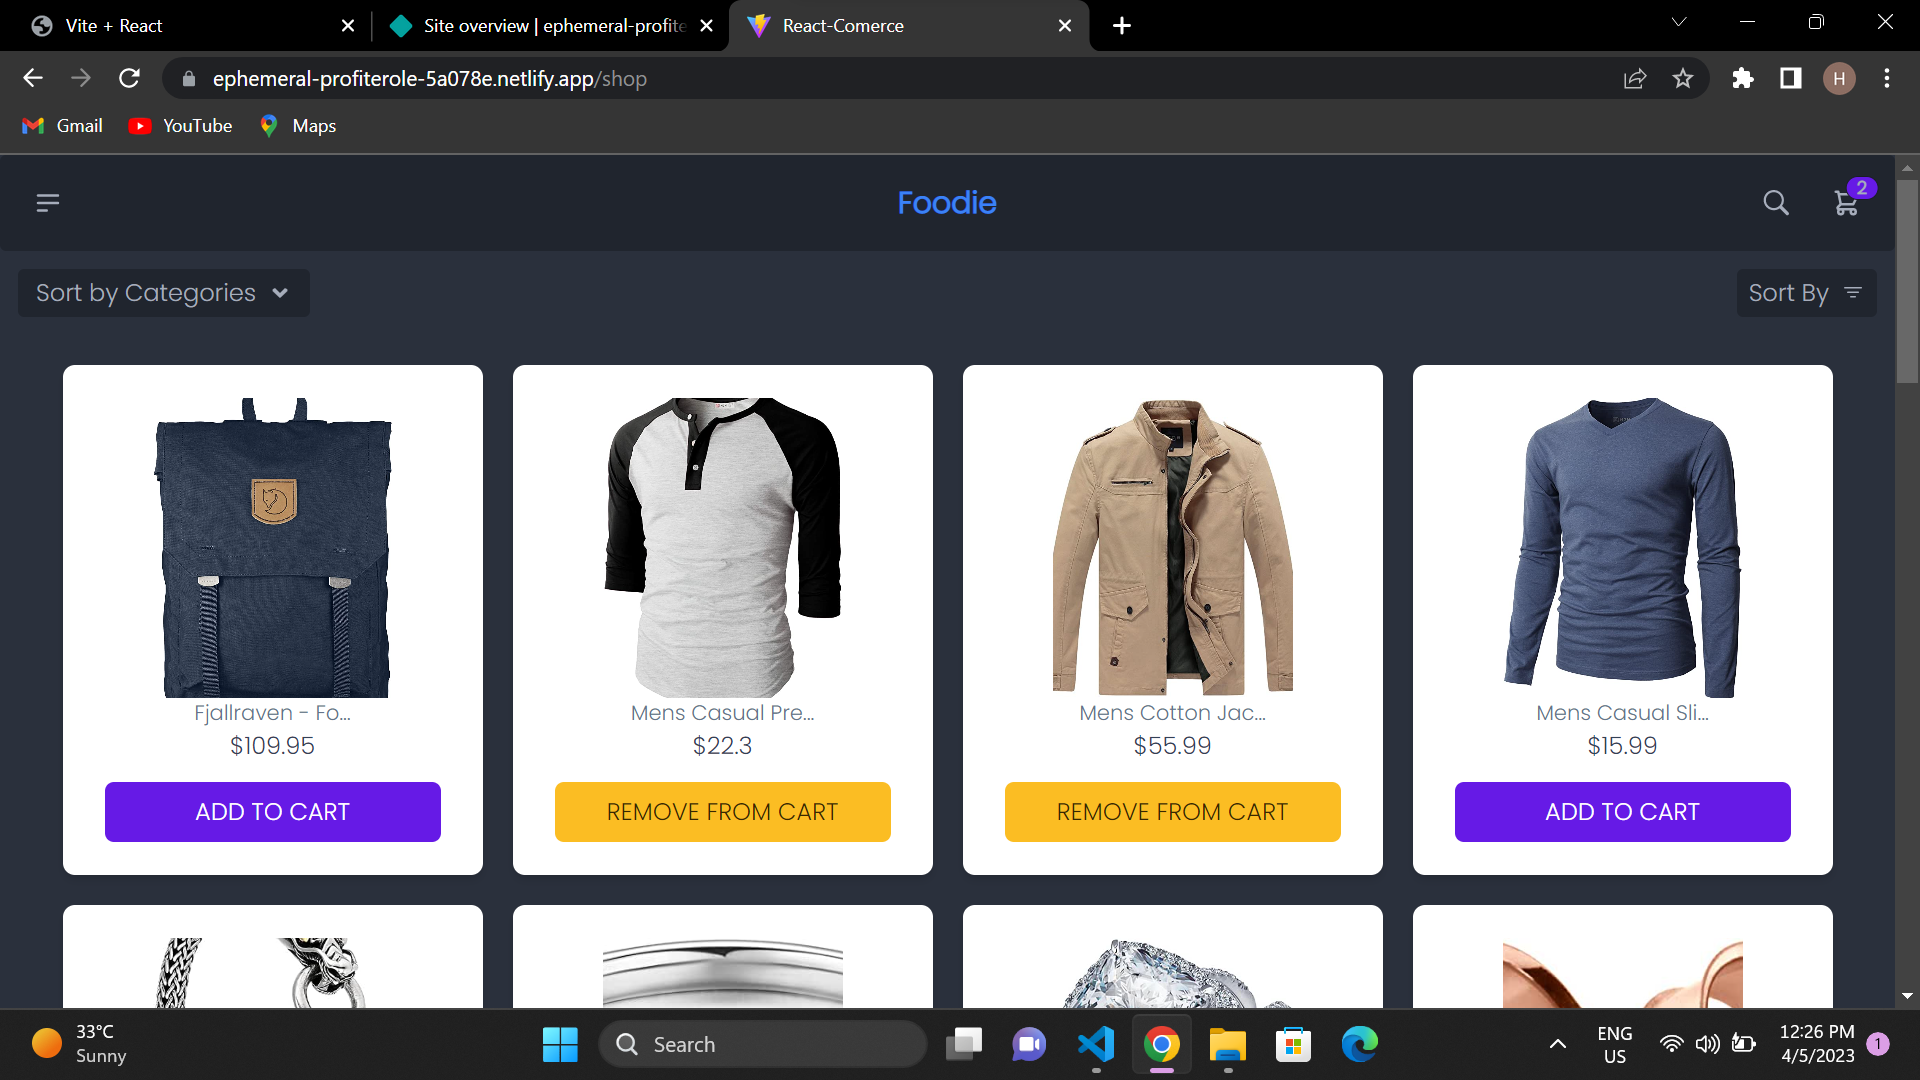 Vite + React
Site overview | ephemeral-profite
React-Comerce
ephemeral-profiterole-5a078e.netlify.app/shop
H
Gmail
YouTube
Maps
Foodie
2
Sort by Categories
Sort By
Fjallraven - Fo...
$109.95
ADD TO CART
Mens Casual Pre...
$22.3
REMOVE FROM CART
Mens Cotton Jac...
$55.99
REMOVE FROM CART
Mens Casual Sli...
$15.99
ADD TO CART
33°C
Sunny
Search
ENG
US
12:26 PM
4/5/2023
1